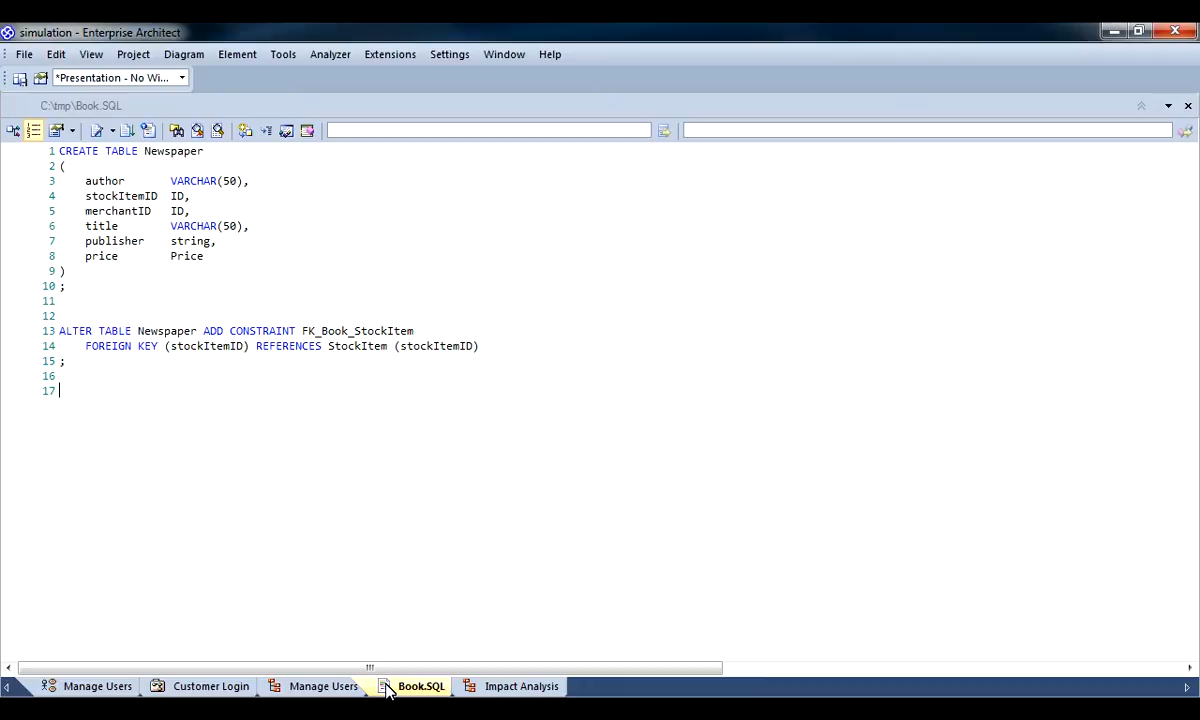 simulation - Enterprise Architect
File Edit View Project Diagram Element Tools Analyzer Extensions Settings Window Help
*Presentation - No Wi...
C:\tmp\Book.SQL
1 CREATE TABLE Newspaper
2 (
3 author VARCHAR(50),
4 stockItemID ID,
5 merchantID ID,
6 title VARCHAR(50),
7 publisher string,
8 price Price
9 )
10 ;
11
12
13 ALTER TABLE Newspaper ADD CONSTRAINT FK_Book_StockItem
14 FOREIGN KEY (stockItemID) REFERENCES StockItem (stockItemID)
15 ;
16
17
Manage Users Customer Login Manage Users Book.SQL Impact Analysis